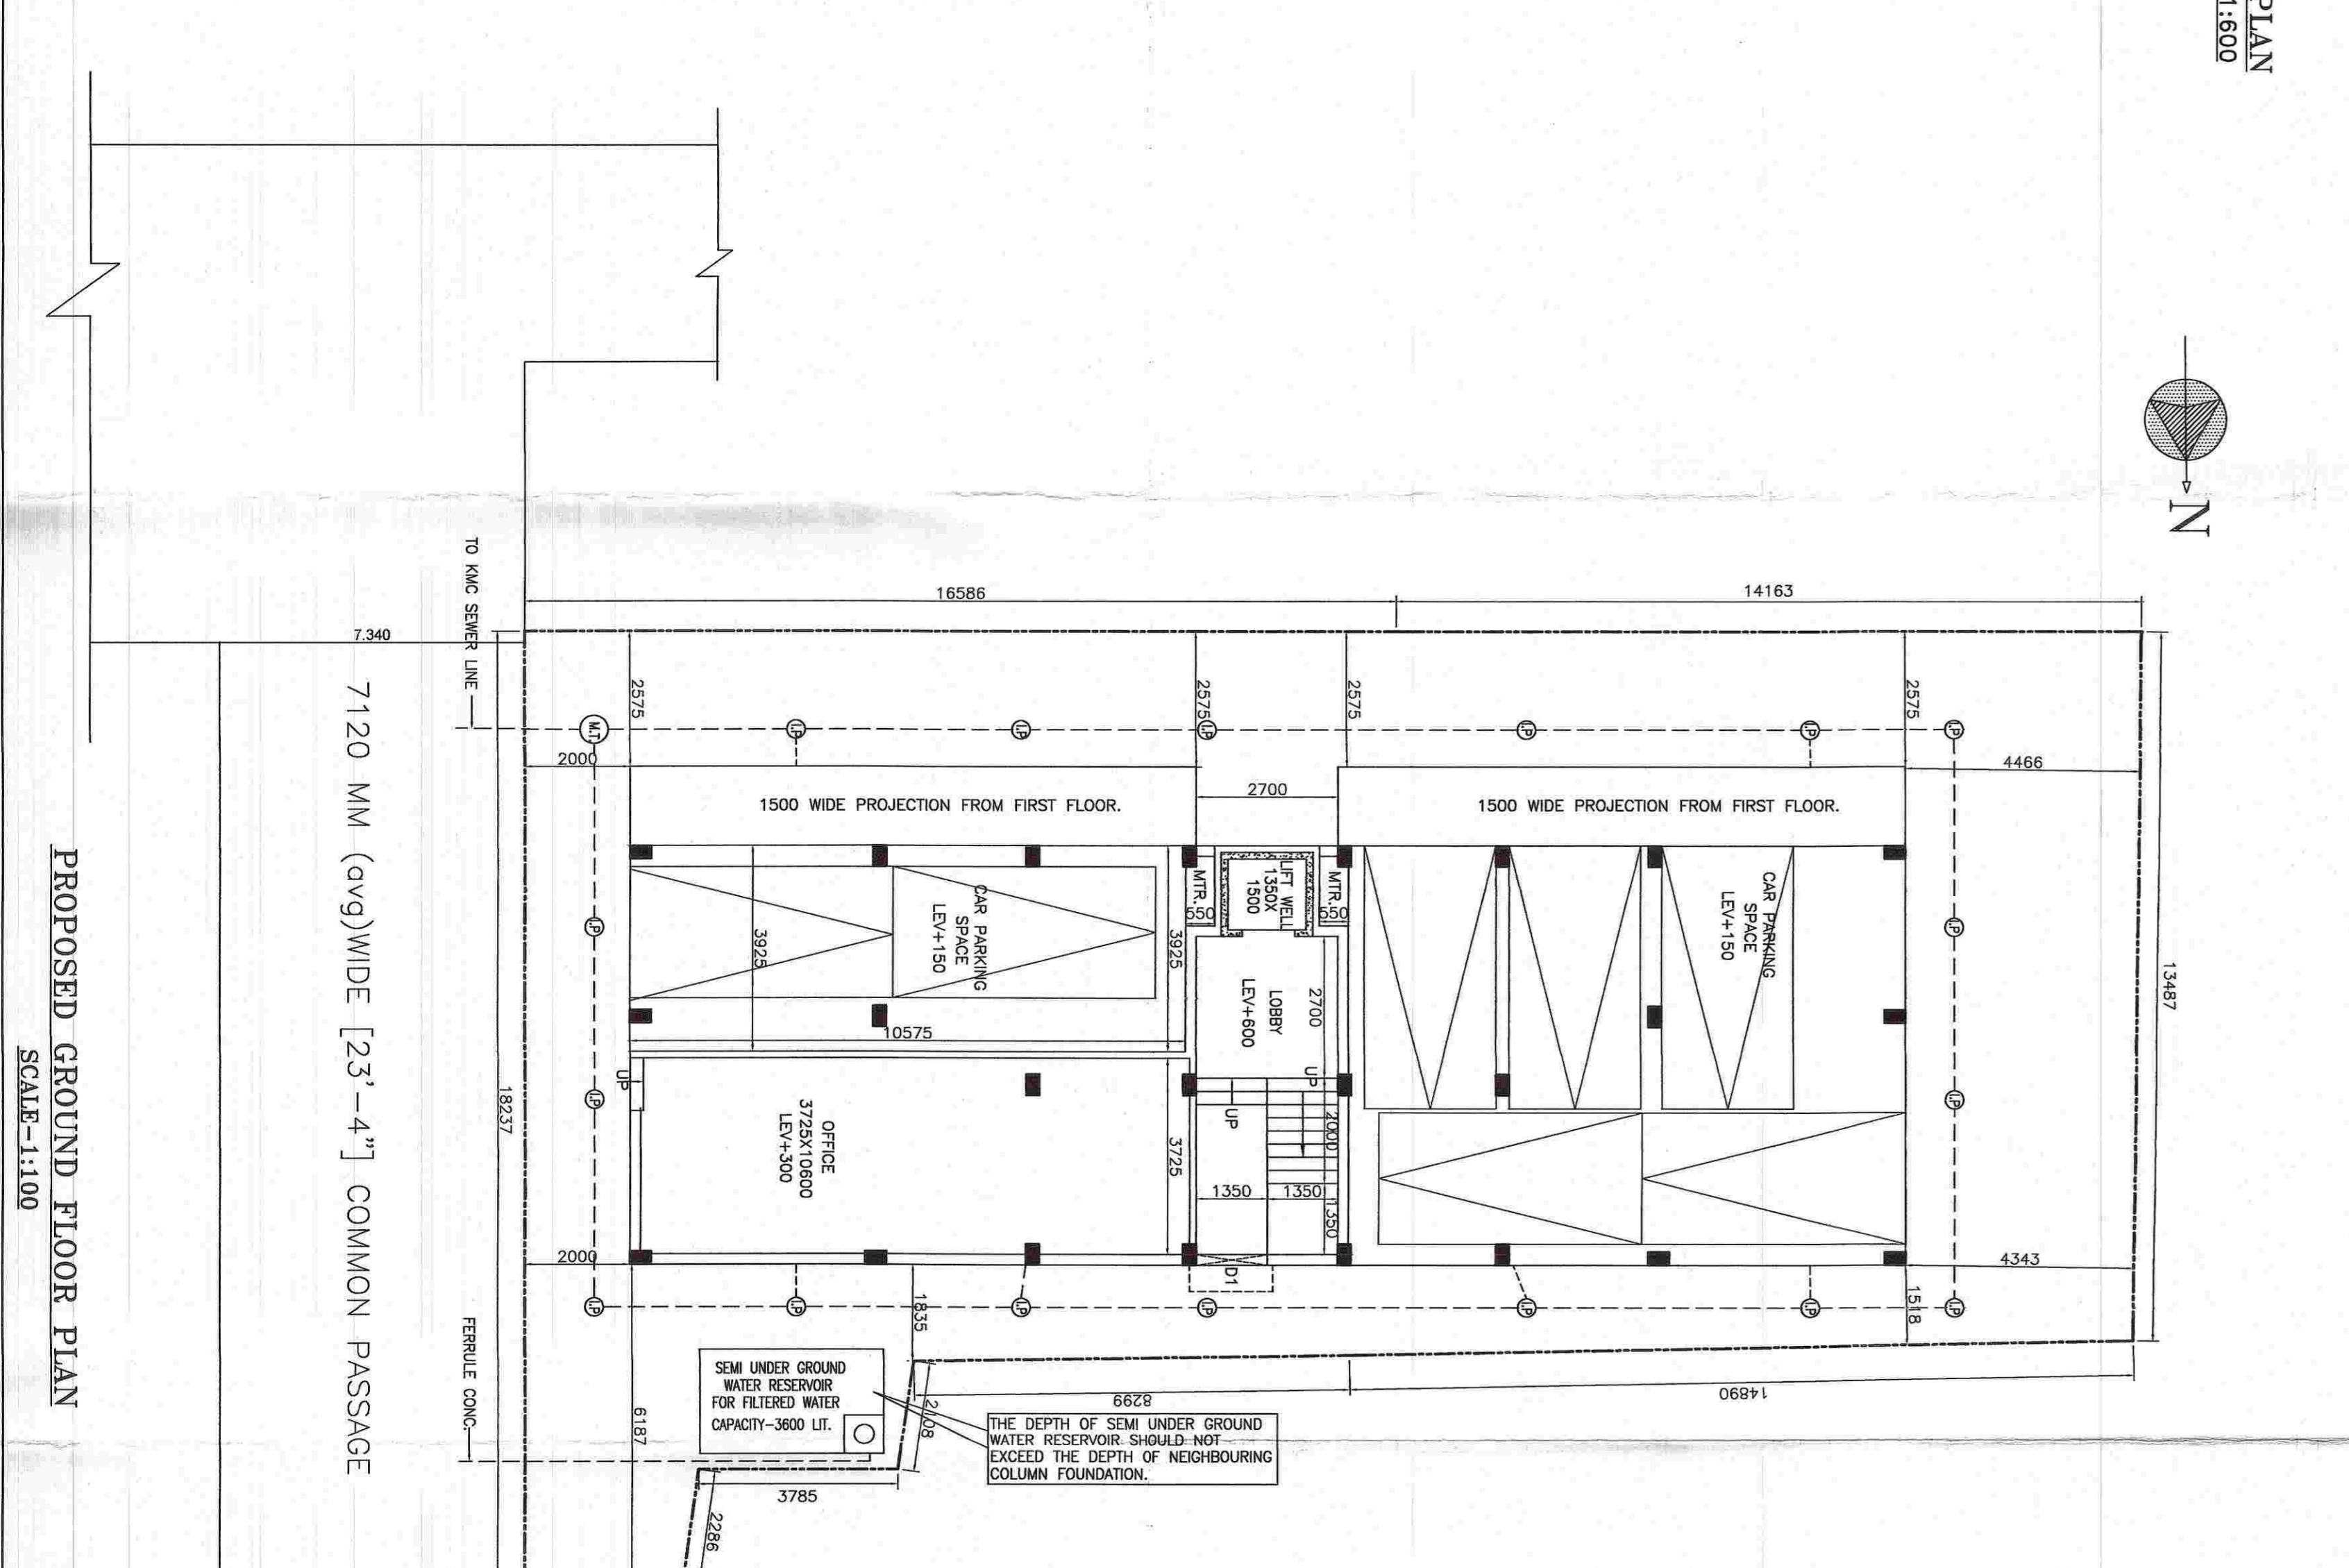 PLAN
1:600
N
16586
14163
TO KMC SEWER LINE
7.340
2575
2575
2575
2575
M.T.
I.P
I.P
I.P
I.P
I.P
I.P
2000
4466
2700
1500 WIDE PROJECTION FROM FIRST FLOOR.
1500 WIDE PROJECTION FROM FIRST FLOOR.
CAR PARKING
SPACE
LEV+150
3925
3925
10575
MTR.
550
LIFT WELL
1350X
1500
MTR.
550
CAR PARKING
SPACE
LEV+150
I.P
I.P
13487
LOBBY
LEV+600
2700
UP
UP
UP
2000
1350
1350
1350
I.P
I.P
OFFICE
3725X10600
LEV+300
3725
18237
2000
D1
4343
I.P
I.P
I.P
I.P
I.P
I.P
I.P
1835
1518
7120 MM (avg)WIDE [23'-4"] COMMON PASSAGE
FERRULE CONC.
6187
SEMI UNDER GROUND
WATER RESERVOIR
FOR FILTERED WATER
CAPACITY-3600 LIT.
2108
8299
14890
THE DEPTH OF SEMI UNDER GROUND
WATER RESERVOIR SHOULD NOT
EXCEED THE DEPTH OF NEIGHBOURING
COLUMN FOUNDATION.
3785
2286
PROPOSED GROUND FLOOR PLAN
SCALE-1:100